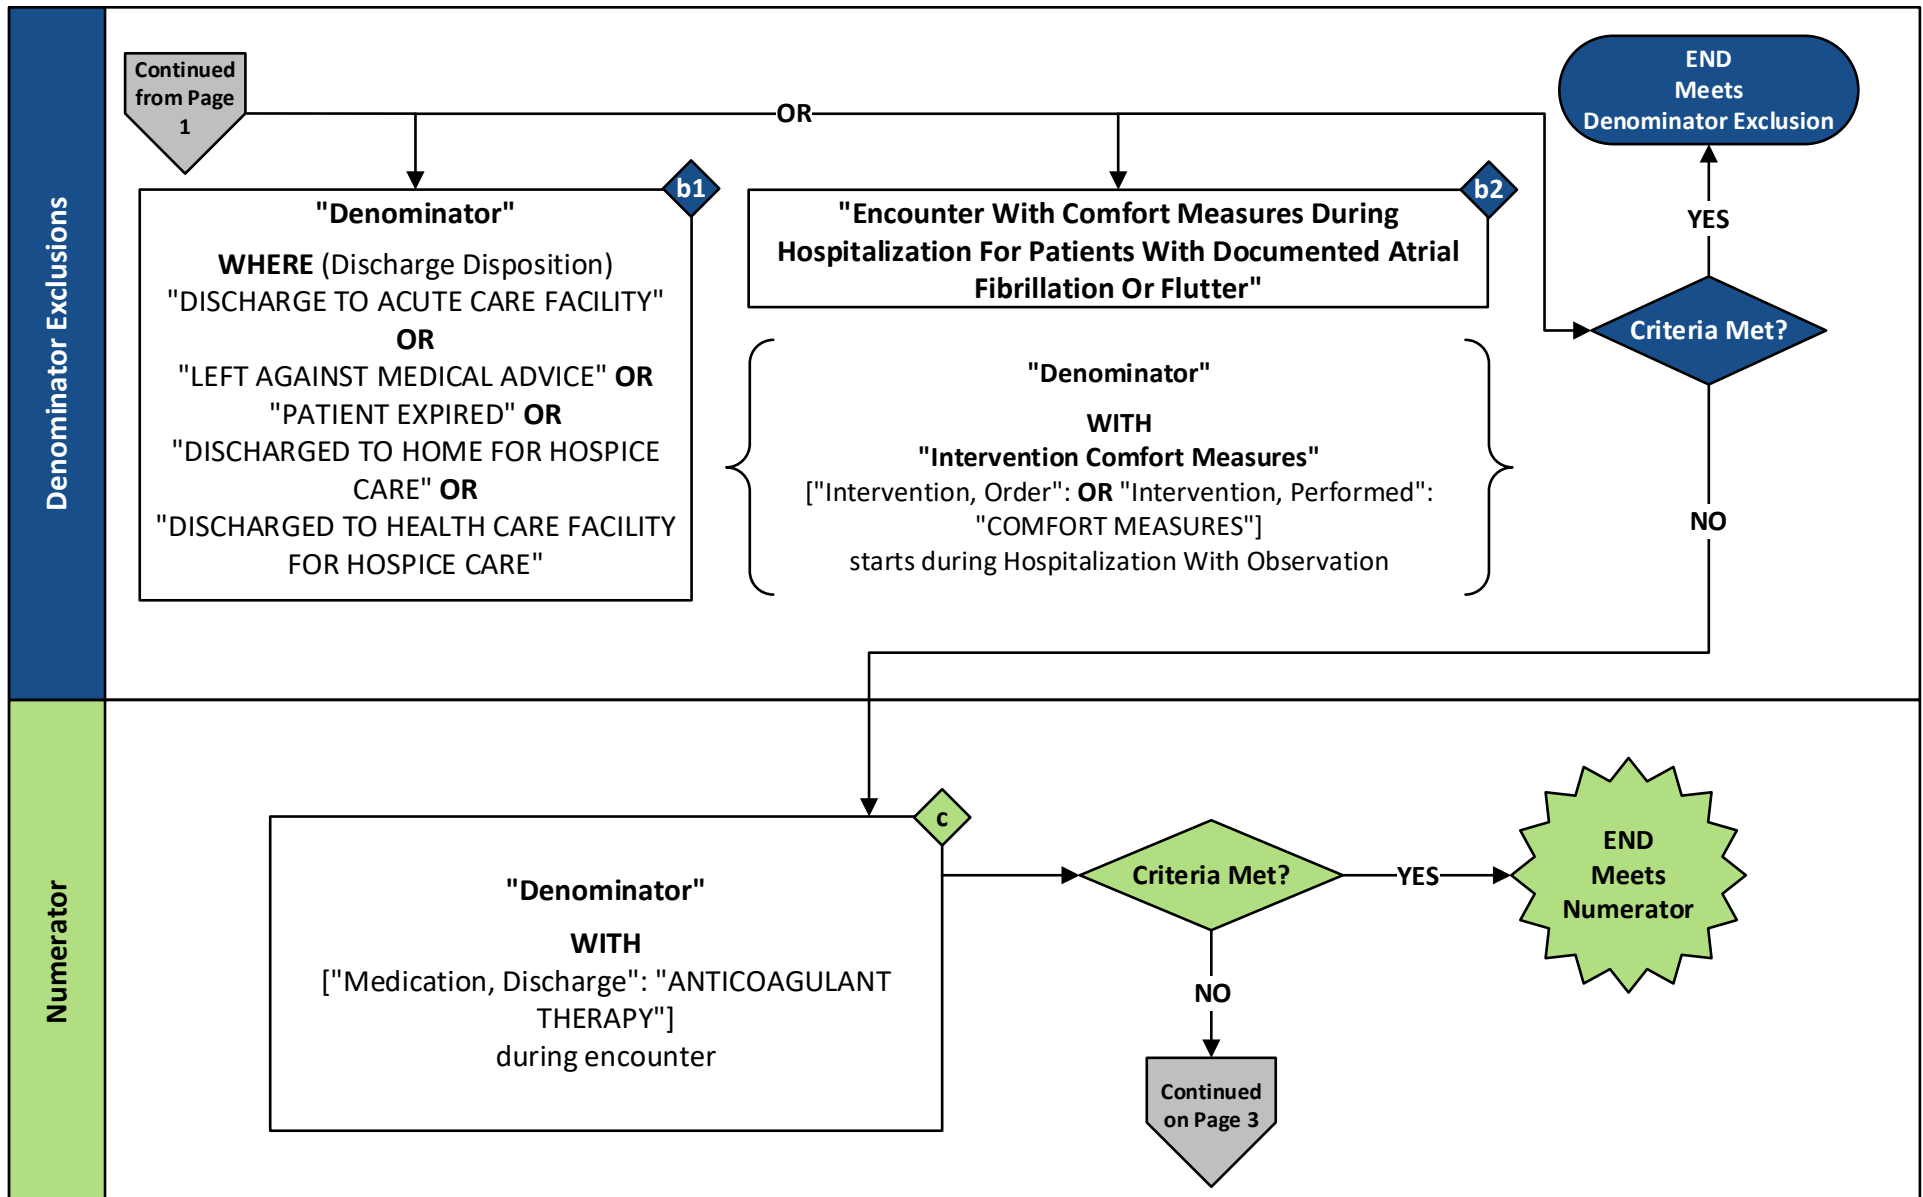 Denominator Exclusions
Continued
from Page
1
OR
END
Meets
Denominator Exclusion
b1
"Denominator"
WHERE (Discharge Disposition)
"DISCHARGE TO ACUTE CARE FACILITY"
OR
"LEFT AGAINST MEDICAL ADVICE" OR
"PATIENT EXPIRED" OR
"DISCHARGED TO HOME FOR HOSPICE
CARE" OR
"DISCHARGED TO HEALTH CARE FACILITY
FOR HOSPICE CARE"
b2
"Encounter With Comfort Measures During
Hospitalization For Patients With Documented Atrial
Fibrillation Or Flutter"
"Denominator"
WITH
"Intervention Comfort Measures"
["Intervention, Order": OR "Intervention, Performed":
"COMFORT MEASURES"]
starts during Hospitalization With Observation
YES
Criteria Met?
NO
Numerator
c
"Denominator"
WITH
["Medication, Discharge": "ANTICOAGULANT
THERAPY"]
during encounter
Criteria Met?
YES
END
Meets
Numerator
NO
Continued
on Page 3